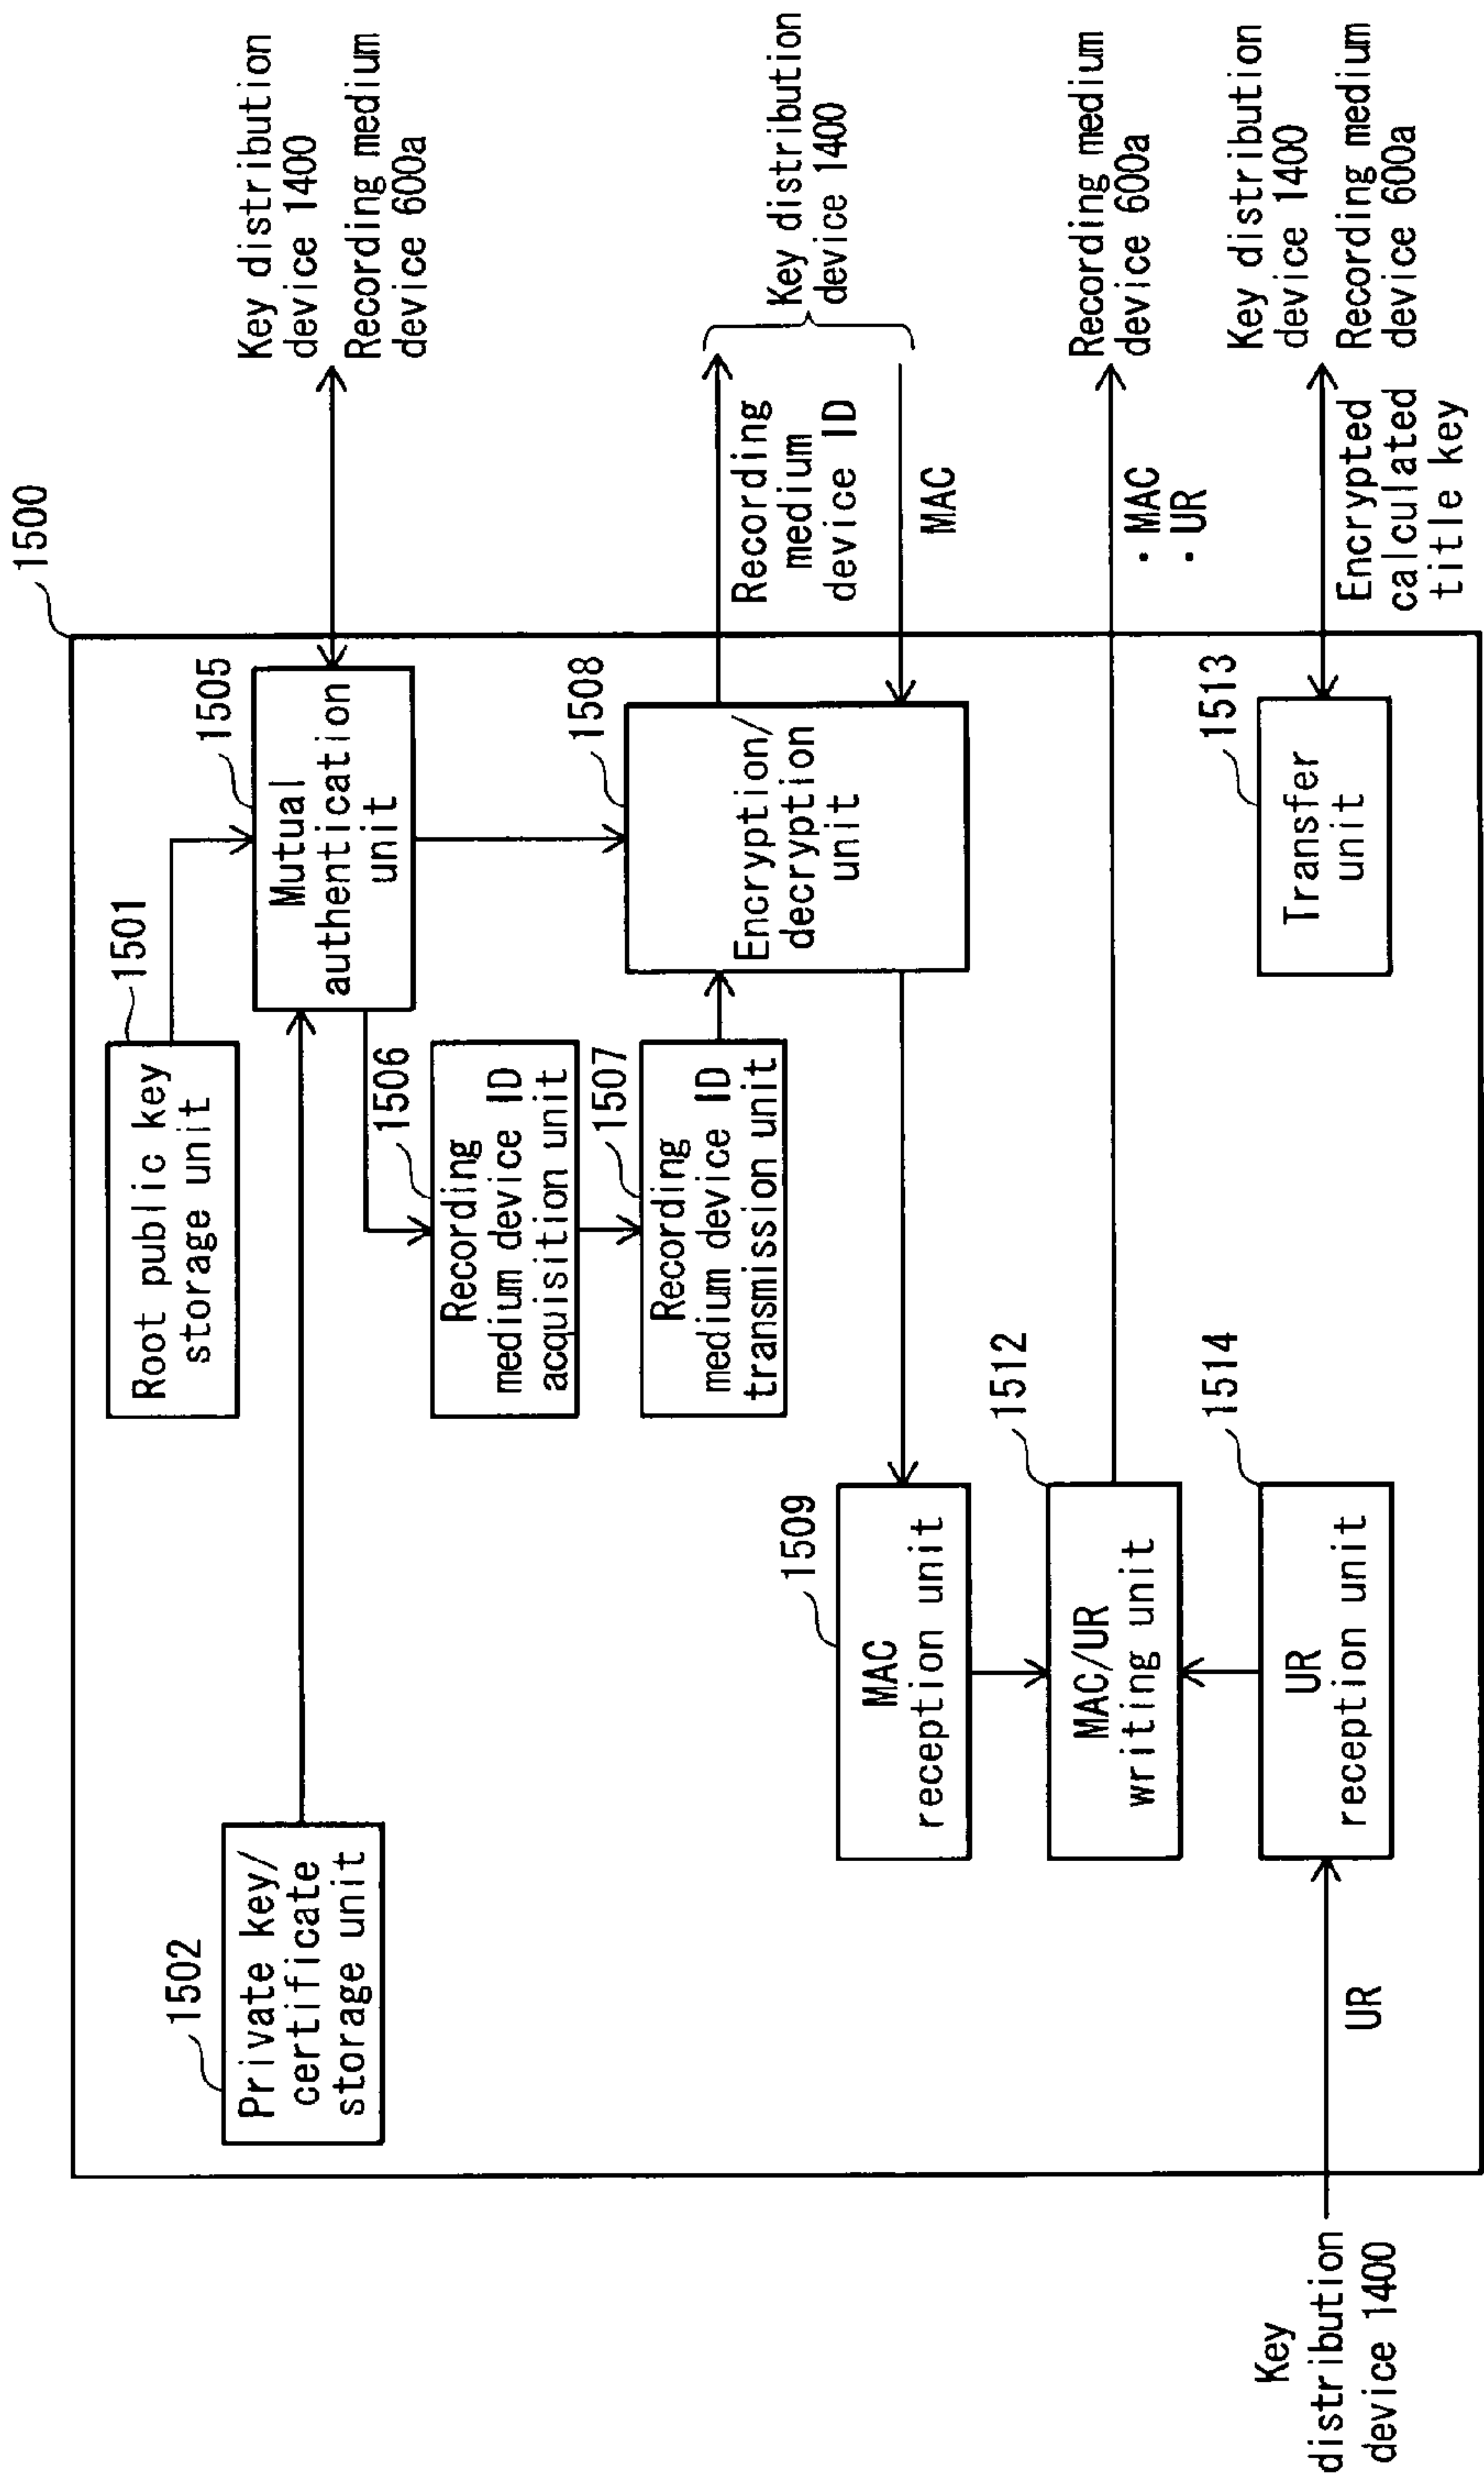 1500
1502
Private key/
certificate
storage unit
1501
Root public key
storage unit
1505
Mutual
authentication
unit
Key distribution
device 1400
Recording medium
device 600a
1506
Recording
medium device ID
acquisition unit
1507
Recording
medium device ID
transmission unit
1508
Encryption/
decryption
unit
Recording
medium
device ID
MAC
Key distribution
device 1400
1509
MAC
reception unit
1512
MAC/UR
writing unit
· MAC
· UR
Recording medium
device 600a
Key
distribution
device 1400
UR
1514
UR
reception unit
1513
Transfer
unit
Encrypted
calculated
title key
Key distribution
device 1400
Recording medium
device 600a